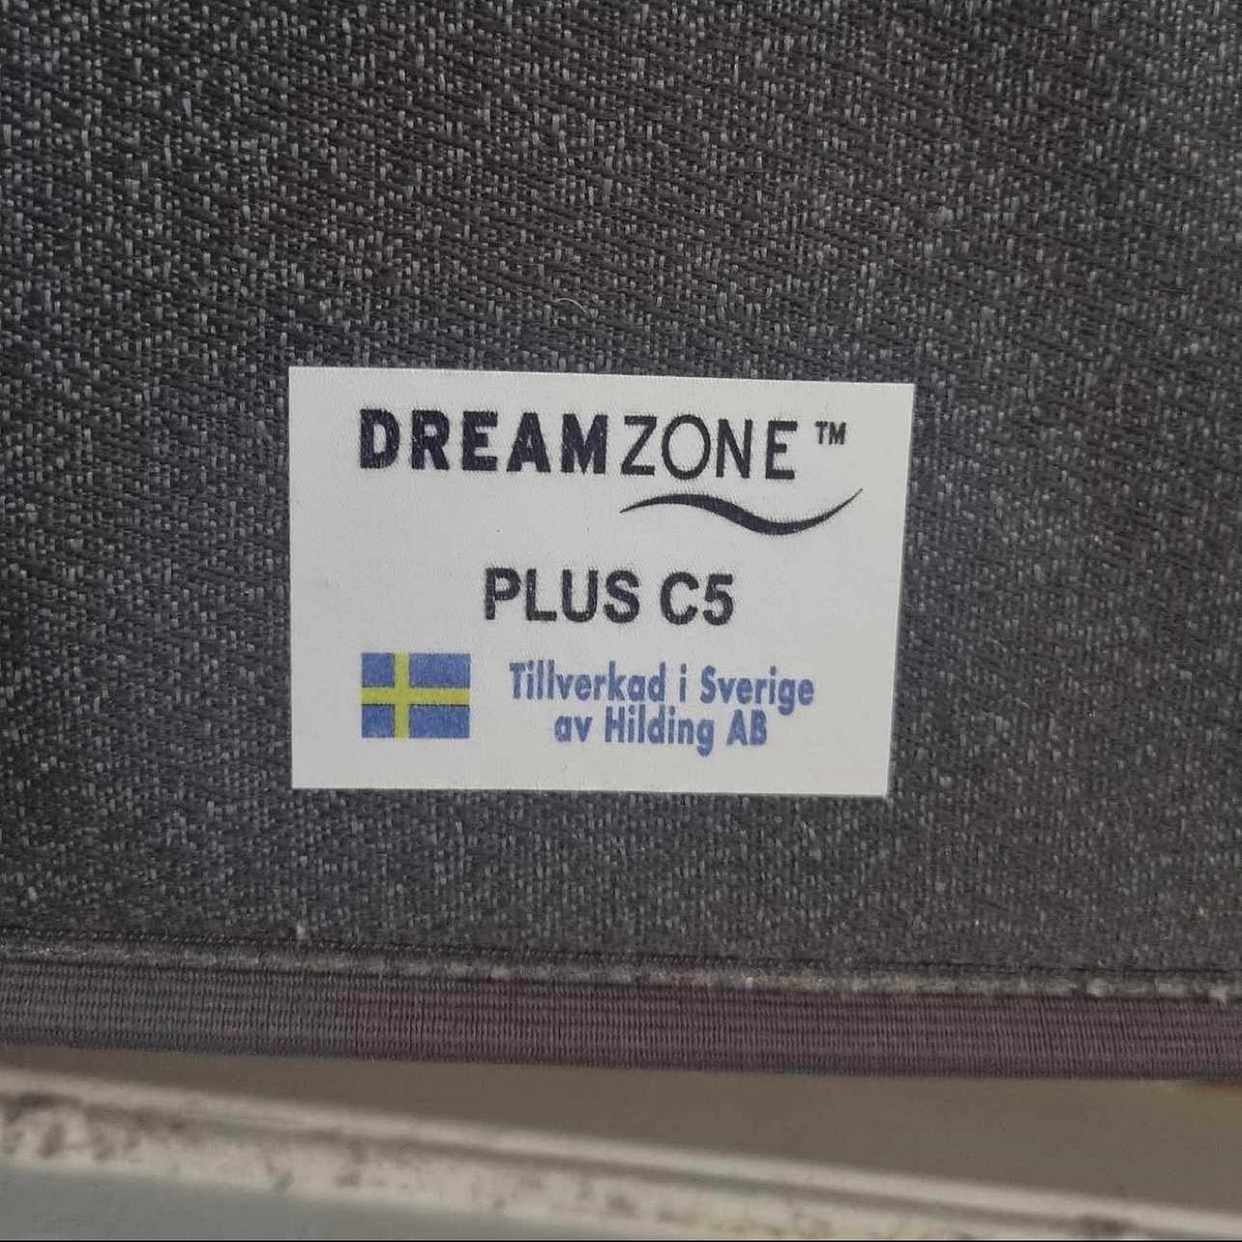 DREAMZONE™
PLUS C5
Tillverkad i Sverige
av Hilding AB